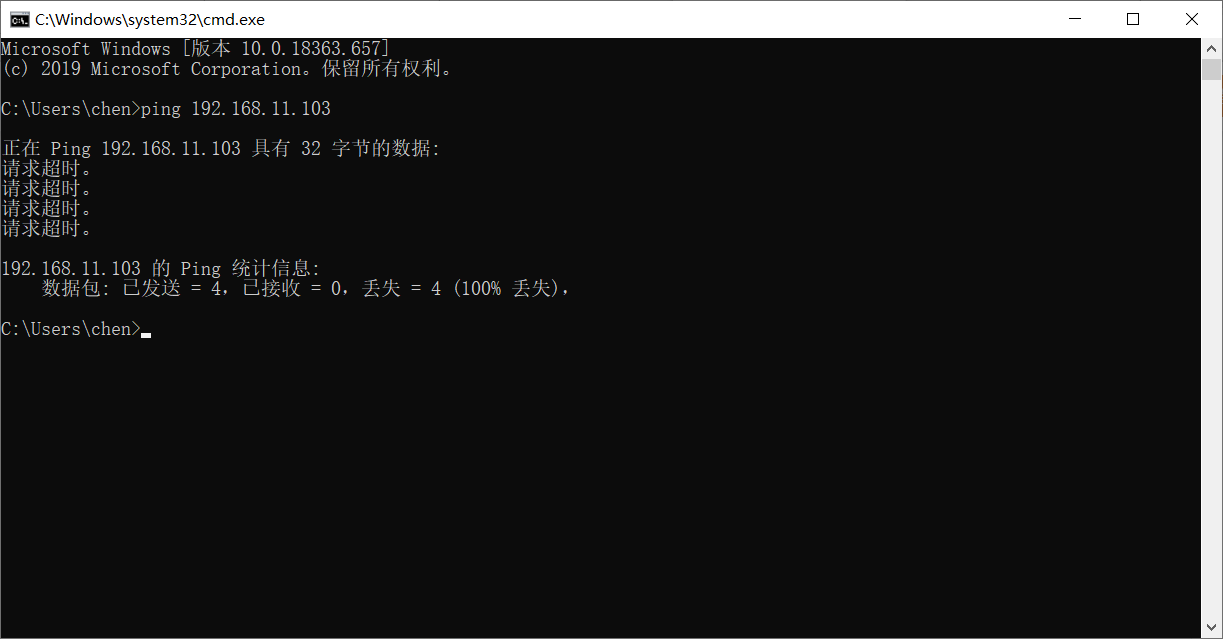 C:\Windows\system32\cmd.exe
Microsoft Windows [版本 10.0.18363.657]
(c) 2019 Microsoft Corporation。保留所有权利。
C:\Users\chen>ping 192.168.11.103
正在 Ping 192.168.11.103 具有 32 字节的数据:
请求超时。
请求超时。
请求超时。
请求超时。
192.168.11.103 的 Ping 统计信息:
数据包: 已发送 = 4，已接收 = 0，丢失 = 4 (100% 丢失)，
C:\Users\chen>